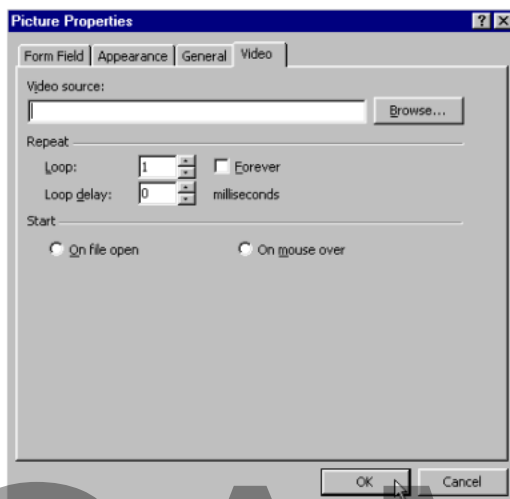 Picture Properties
Form Field Appearance General Video
Video source:
Browse...
Repeat
Loop: 1 Forever
Loop delay: 0 milliseconds
Start
On file open On mouse over
OK Cancel